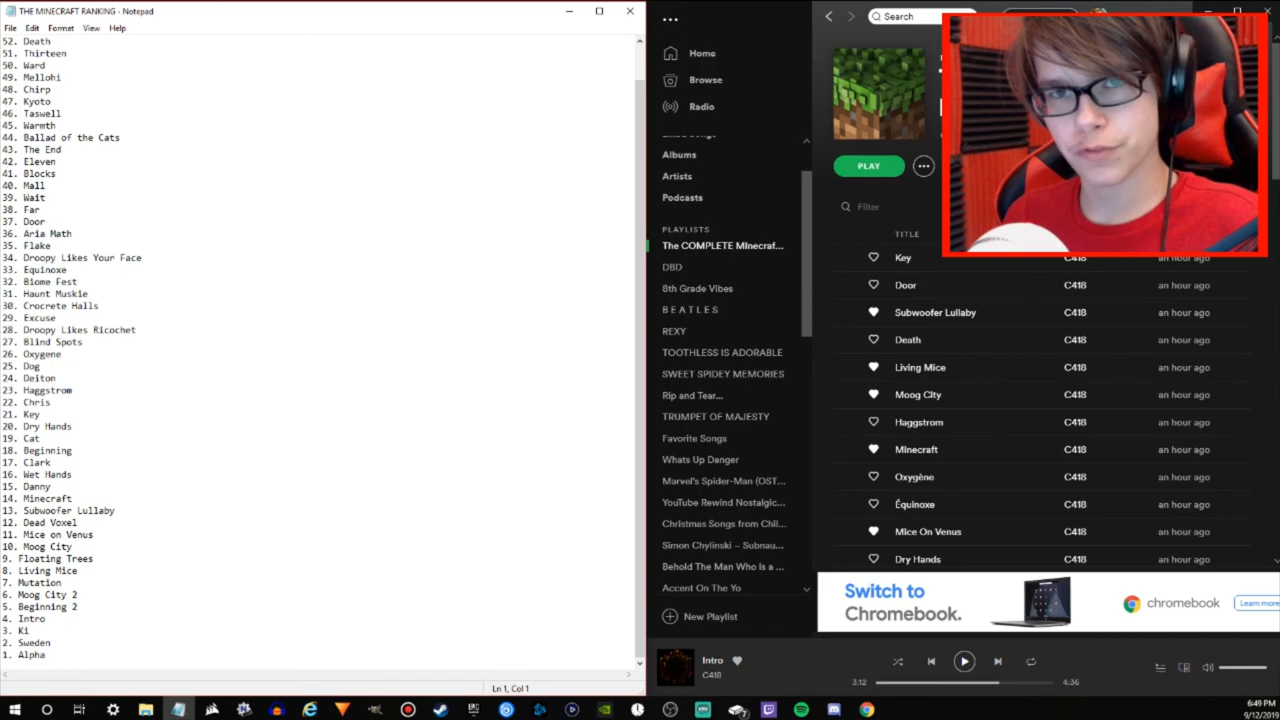 THE MINECRAFT RANKING - Notepad
File Edit Format View Help
52. Death
51. Thirteen
50. Ward
49. Mellohi
48. Chirp
47. Kyoto
46. Taswell
45. Warmth
44. Ballad of the Cats
43. The End
42. Eleven
41. Blocks
40. Mall
39. Wait
38. Far
37. Door
36. Aria Math
35. Flake
34. Droopy Likes Your Face
33. Equinoxe
32. Biome Fest
31. Haunt Muskie
30. Crocrete Halls
29. Excuse
28. Droopy Likes Ricochet
27. Blind Spots
26. Oxygene
25. Dog
24. Deiton
23. Haggstrom
22. Chris
21. Key
20. Dry Hands
19. Cat
18. Beginning
17. Clark
16. Wet Hands
15. Danny
14. Minecraft
13. Subwoofer Lullaby
12. Dead Voxel
11. Mice on Venus
10. Moog City
9. Floating Trees
8. Living Mice
7. Mutation
6. Moog City 2
5. Beginning 2
4. Intro
3. Ki
2. Sweden
1. Alpha
Ln 1, Col 1
Home
Browse
Radio
Albums
Artists
Podcasts
PLAYLISTS
The COMPLETE MInecraf...
DBD
8th Grade Vibes
B E A T L E S
REXY
TOOTHLESS IS ADORABLE
SWEET SPIDEY MEMORIES
Rip and Tear...
TRUMPET OF MAJESTY
Favorite Songs
Whats Up Danger
Marvel's Spider-Man (OST...
YouTube Rewind Nostalgic...
Christmas Songs from Chil...
Simon Chylinski – Subnau...
Behold The Man Who is a ...
Accent On The Yo
New Playlist
Search
PLAY
Filter
TITLE
Key C418 an hour ago
Door C418 an hour ago
Subwoofer Lullaby C418 an hour ago
Death C418 an hour ago
Living Mice C418 an hour ago
Moog City C418 an hour ago
Haggstrom C418 an hour ago
Minecraft C418 an hour ago
Oxygène C418 an hour ago
Équinoxe C418 an hour ago
Mice On Venus C418 an hour ago
Dry Hands C418 an hour ago
Switch to
Chromebook.
chromebook
Learn more
Intro
C418
3:12
4:36
6:49 PM
9/12/2019